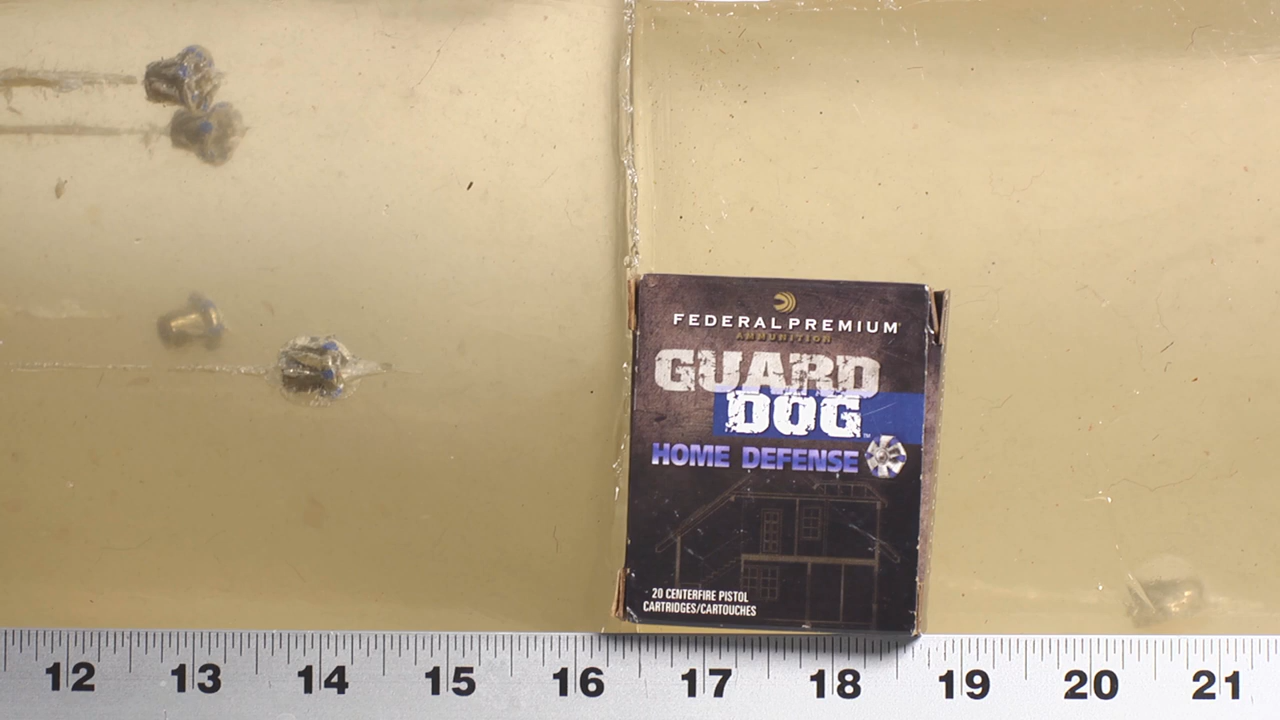 FEDERAL PREMIUM
AMMUNITION
GUARD
DOG™
HOME DEFENSE
20 CENTERFIRE PISTOL
CARTRIDGES/CARTOUCHES
12 13 14 15 16 17 18 19 20 21